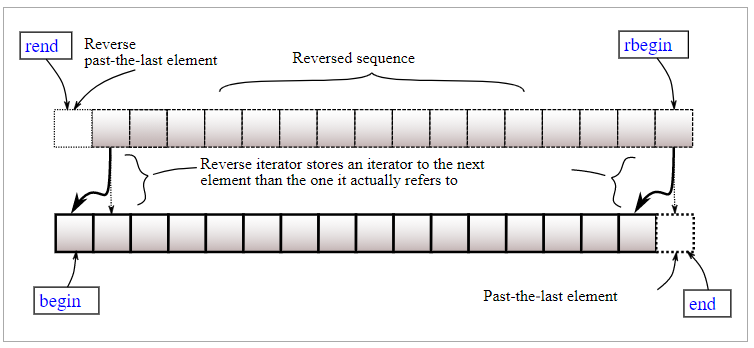 rend
Reverse
past-the-last element
Reversed sequence
rbegin
Reverse iterator stores an iterator to the next
element than the one it actually refers to
begin
Past-the-last element
end